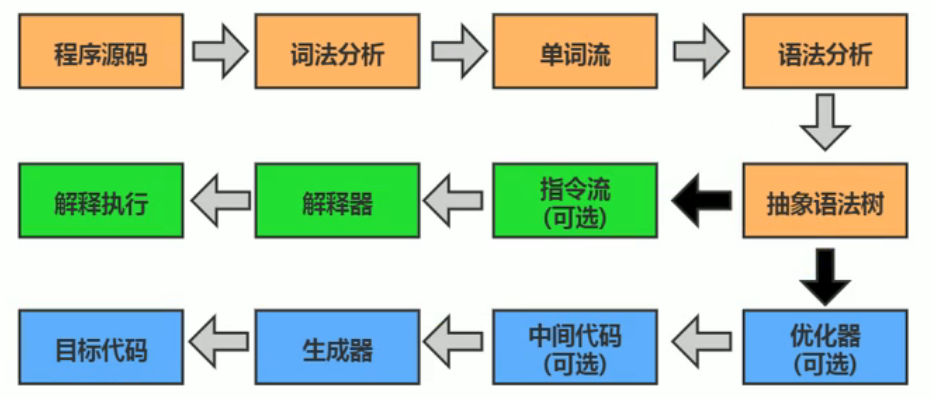 程序源码
词法分析
单词流
语法分析
解释执行
解释器
指令流
(可选)
抽象语法树
目标代码
生成器
中间代码
(可选)
优化器
(可选)